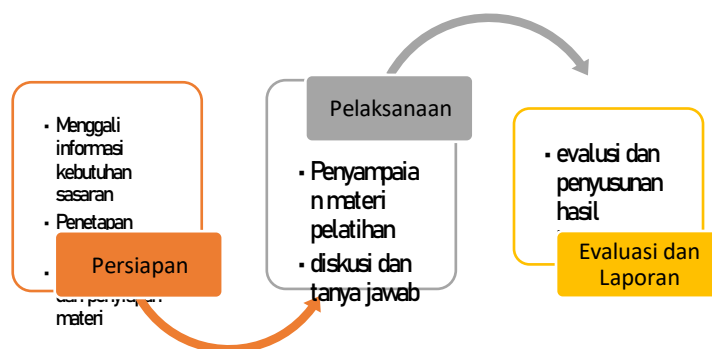 • Menggali
informasi
kebutuhan
sasaran
• Penetapan
•
materi
Persiapan
Pelaksanaan
• Penyampaia
n materi
pelatihan
• diskusi dan
tanya jawab
• evalusi dan
penyusunan
hasil
Evaluasi dan
Laporan